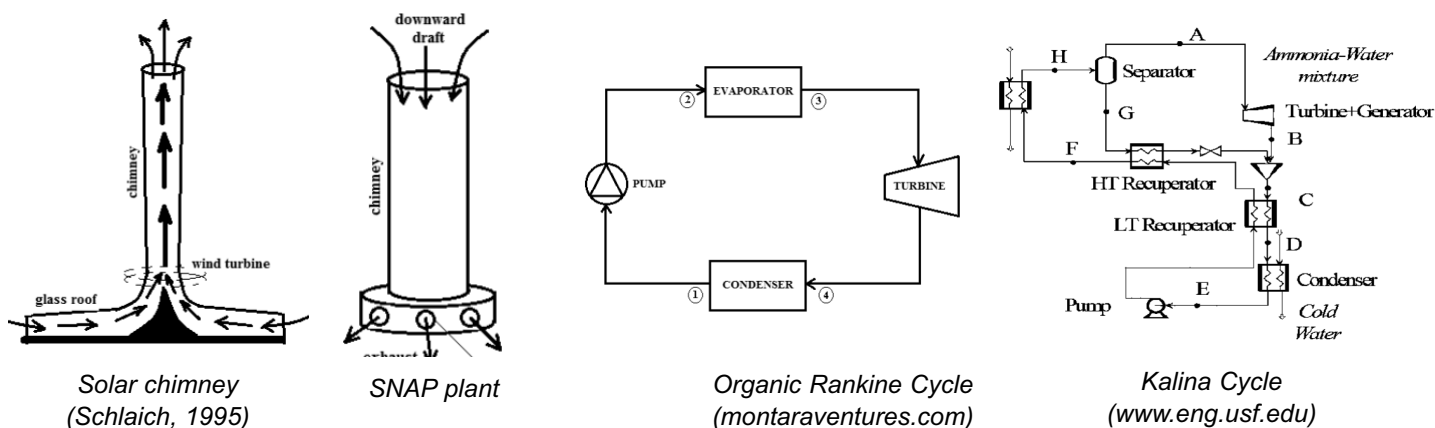 chimney
wind turbine
glass roof
Solar chimney
(Schlaich, 1995)
downward
draft
chimney
exhaust
SNAP plant
EVAPORATOR
2
3
PUMP
TURBINE
CONDENSER
1
4
Organic Rankine Cycle
(montaraventures.com)
A
H
Separator
Ammonia-Water
mixture
G
Turbine+Generator
B
F
HT Recuperator
C
LT Recuperator
D
Condenser
E
Pump
Cold
Water
Kalina Cycle
(www.eng.usf.edu)